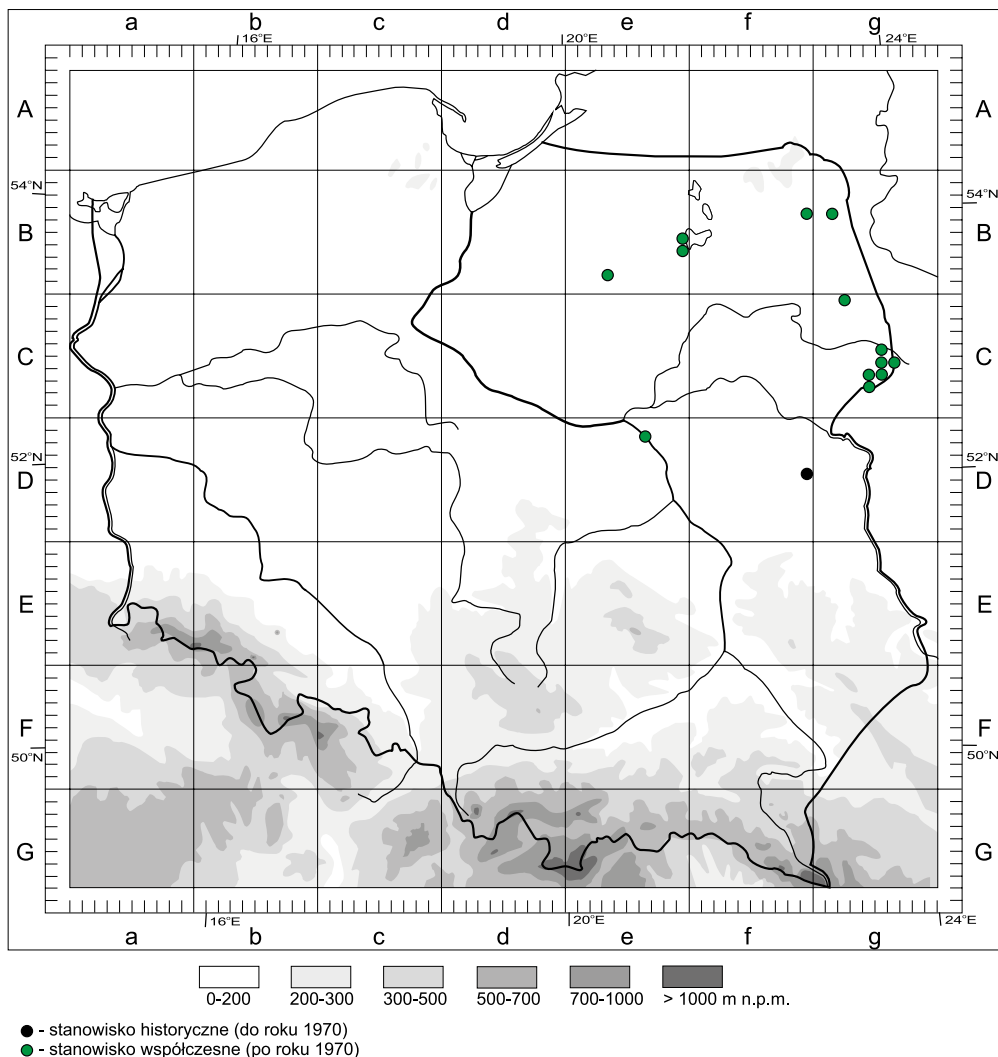 a b c d e f g
16°E 20°E 24°E
A A
54°N 54°N
B B
C C
52°N 52°N
D D
E E
F F
50°N 50°N
G G
16°E 20°E 24°E
a b c d e f g
0-200 200-300 300-500 500-700 700-1000 > 1000 m n.p.m.
- stanowisko historyczne (do roku 1970)
- stanowisko współczesne (po roku 1970)